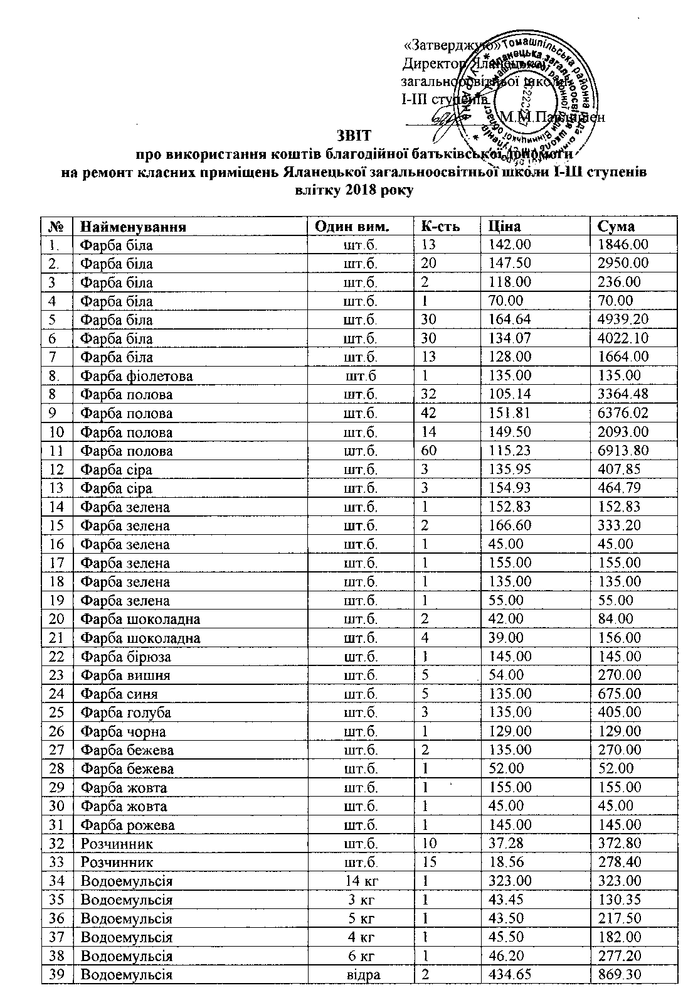 «Затверджую»
Директор Яланецької
загальноосвітньої школи
І-ІІІ ступенів
М.М.Павлишен
ЗВІТ
про використання коштів благодійної батьківської допомоги
на ремонт класних приміщень Яланецької загальноосвітньої школи І-ІІІ ступенів
влітку 2018 року
№ Найменування Один вим. К-сть Ціна Сума
1. Фарба біла шт.б. 13 142.00 1846.00
2. Фарба біла шт.б. 20 147.50 2950.00
3 Фарба біла шт.б. 2 118.00 236.00
4 Фарба біла шт.б. 1 70.00 70.00
5 Фарба біла шт.б. 30 164.64 4939.20
6 Фарба біла шт.б. 30 134.07 4022.10
7 Фарба біла шт.б. 13 128.00 1664.00
8. Фарба фіолетова шт.б 1 135.00 135.00
8 Фарба полова шт.б. 32 105.14 3364.48
9 Фарба полова шт.б. 42 151.81 6376.02
10 Фарба полова шт.б. 14 149.50 2093.00
11 Фарба полова шт.б. 60 115.23 6913.80
12 Фарба сіра шт.б. 3 135.95 407.85
13 Фарба сіра шт.б. 3 154.93 464.79
14 Фарба зелена шт.б. 1 152.83 152.83
15 Фарба зелена шт.б. 2 166.60 333.20
16 Фарба зелена шт.б. 1 45.00 45.00
17 Фарба зелена шт.б. 1 155.00 155.00
18 Фарба зелена шт.б. 1 135.00 135.00
19 Фарба зелена шт.б. 1 55.00 55.00
20 Фарба шоколадна шт.б. 2 42.00 84.00
21 Фарба шоколадна шт.б. 4 39.00 156.00
22 Фарба бірюза шт.б. 1 145.00 145.00
23 Фарба вишня шт.б. 5 54.00 270.00
24 Фарба синя шт.б. 5 135.00 675.00
25 Фарба голуба шт.б. 3 135.00 405.00
26 Фарба чорна шт.б. 1 129.00 129.00
27 Фарба бежева шт.б. 2 135.00 270.00
28 Фарба бежева шт.б. 1 52.00 52.00
29 Фарба жовта шт.б. 1 155.00 155.00
30 Фарба жовта шт.б. 1 45.00 45.00
31 Фарба рожева шт.б. 1 145.00 145.00
32 Розчинник шт.б. 10 37.28 372.80
33 Розчинник шт.б. 15 18.56 278.40
34 Водоемульсія 14 кг 1 323.00 323.00
35 Водоемульсія 3 кг 1 43.45 130.35
36 Водоемульсія 5 кг 1 43.50 217.50
37 Водоемульсія 4 кг 1 45.50 182.00
38 Водоемульсія 6 кг 1 46.20 277.20
39 Водоемульсія відра 2 434.65 869.30
Томашпільська районна рада
Яланецька загальноосвітня школа
УКРАЇНА